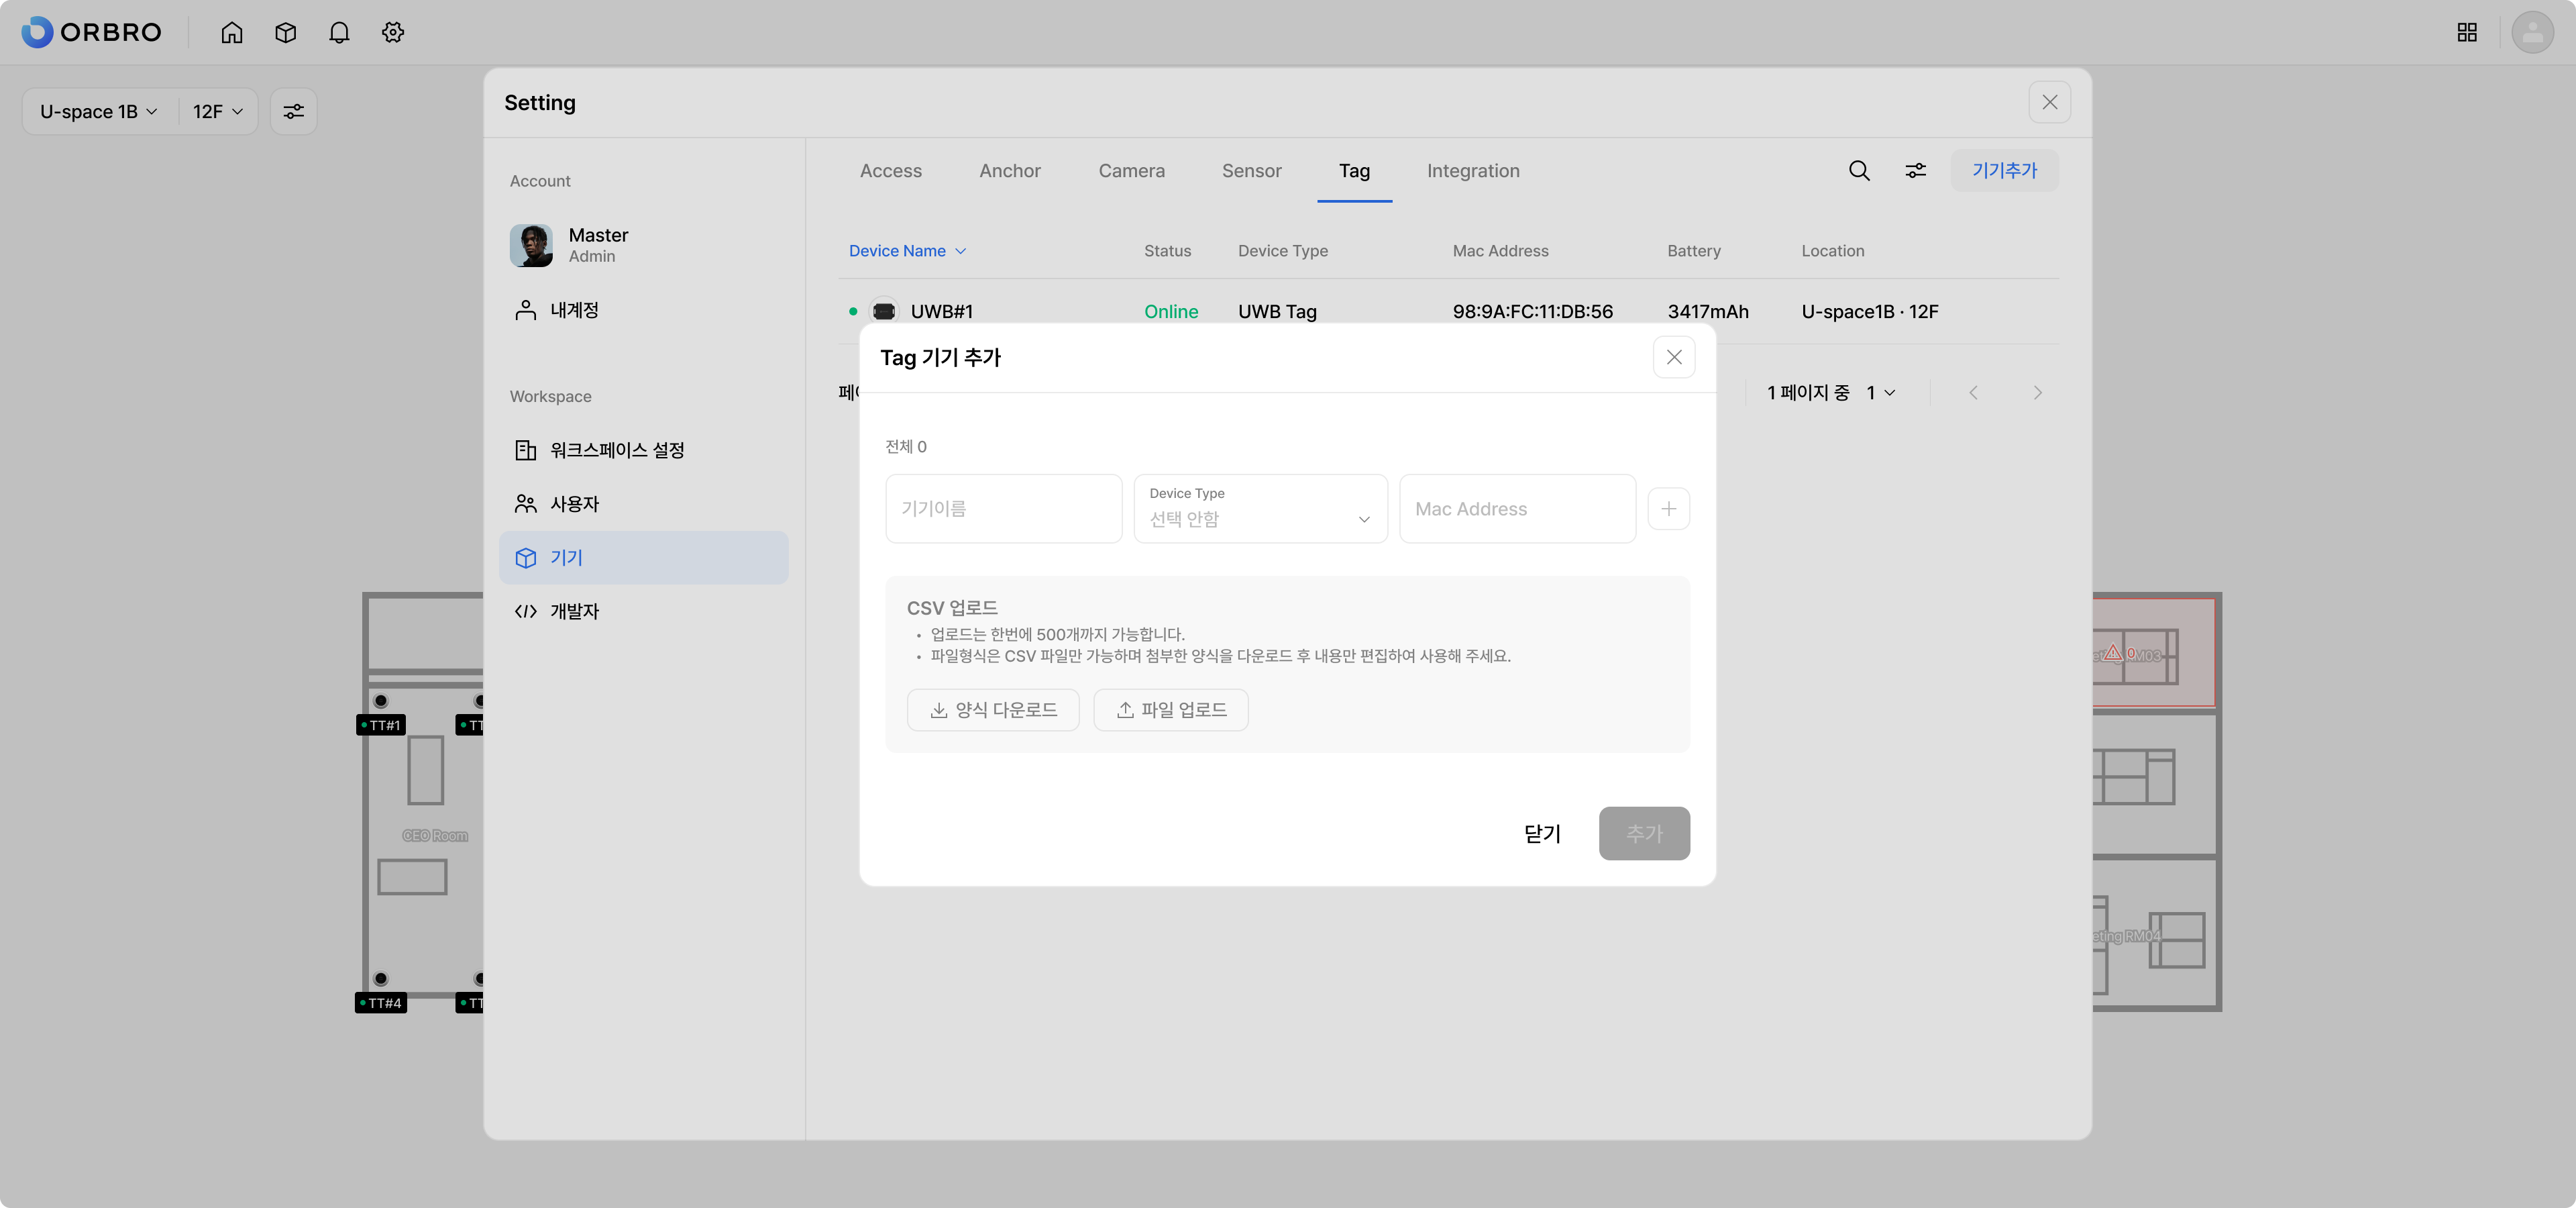 ORBRO
U-space 1B
12F
Setting
Account
Master
Admin
내계정
Workspace
워크스페이스 설정
사용자
기기
개발자
Access
Anchor
Camera
Sensor
Tag
Integration
기기추가
Device Name
Status
Device Type
Mac Address
Battery
Location
UWB#1
Online
UWB Tag
98:9A:FC:11:DB:56
3417mAh
U-space1B · 12F
1 페이지 중
1
Tag 기기 추가
전체 0
기기이름
Device Type
선택 안함
Mac Address
CSV 업로드
• 업로드는 한번에 500개까지 가능합니다.
• 파일형식은 CSV 파일만 가능하며 첨부한 양식을 다운로드 후 내용만 편집하여 사용해 주세요.
양식 다운로드
파일 업로드
닫기
추가
TT#1
TT
CEO Room
TT#4
TT
0
RM03
eting RM04